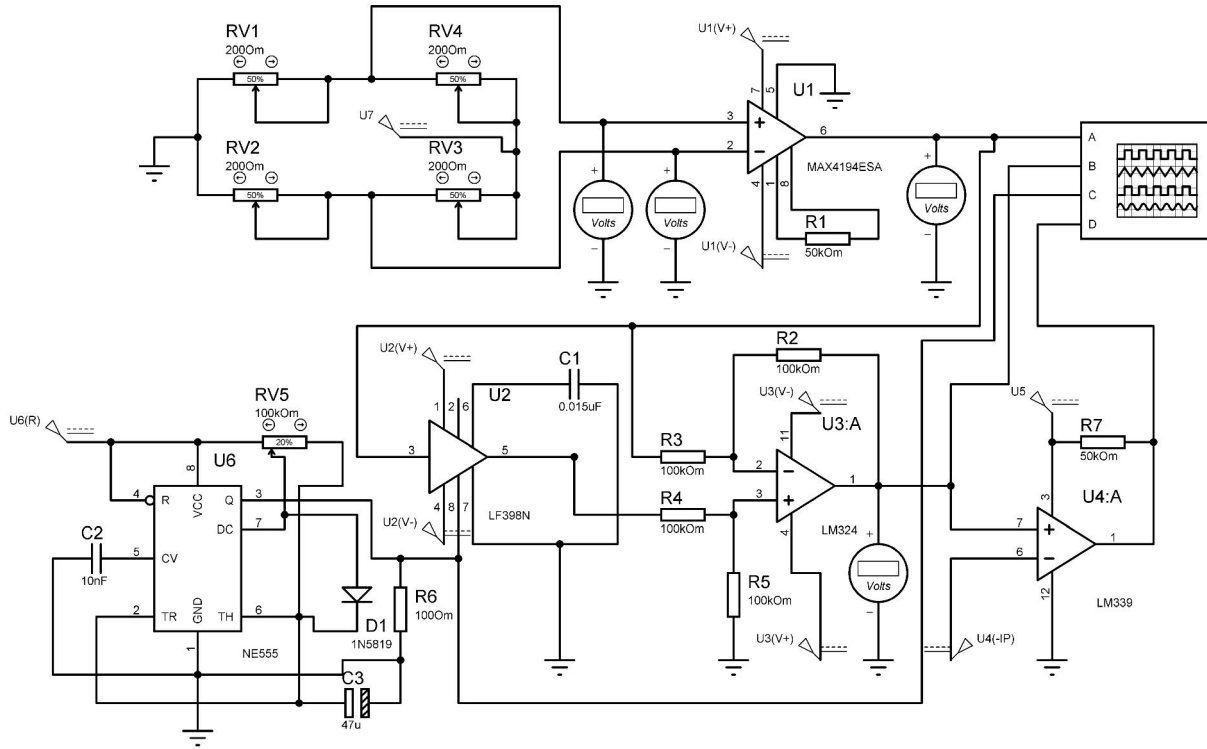 RV1
200Om
50%
RV4
200Om
50%
U7
RV2
200Om
50%
RV3
200Om
50%
U1(V+)
7
5
U1
3
2
6
4
1
8
MAX4194ESA
R1
50kOm
U1(V-)
+
Volts
-
+
Volts
-
+
Volts
-
A
B
C
D
U2(V+)
C1
0.015uF
U2
1
2
6
3
5
4
8
7
U2(V-)
LF398N
R2
100kOm
U3(V-)
U3:A
11
R3
100kOm
R4
100kOm
2
3
1
4
LM324
R5
100kOm
U3(V+)
+
Volts
-
U5
R7
50kOm
U4:A
3
7
6
1
12
LM339
U4(-IP)
RV5
100kOm
20%
U6(R)
U6
8
4
R
VCC
Q
3
DC
7
5
CV
2
TR
GND
TH
6
1
NE555
C2
10nF
D1
1N5819
R6
100Om
C3
47u